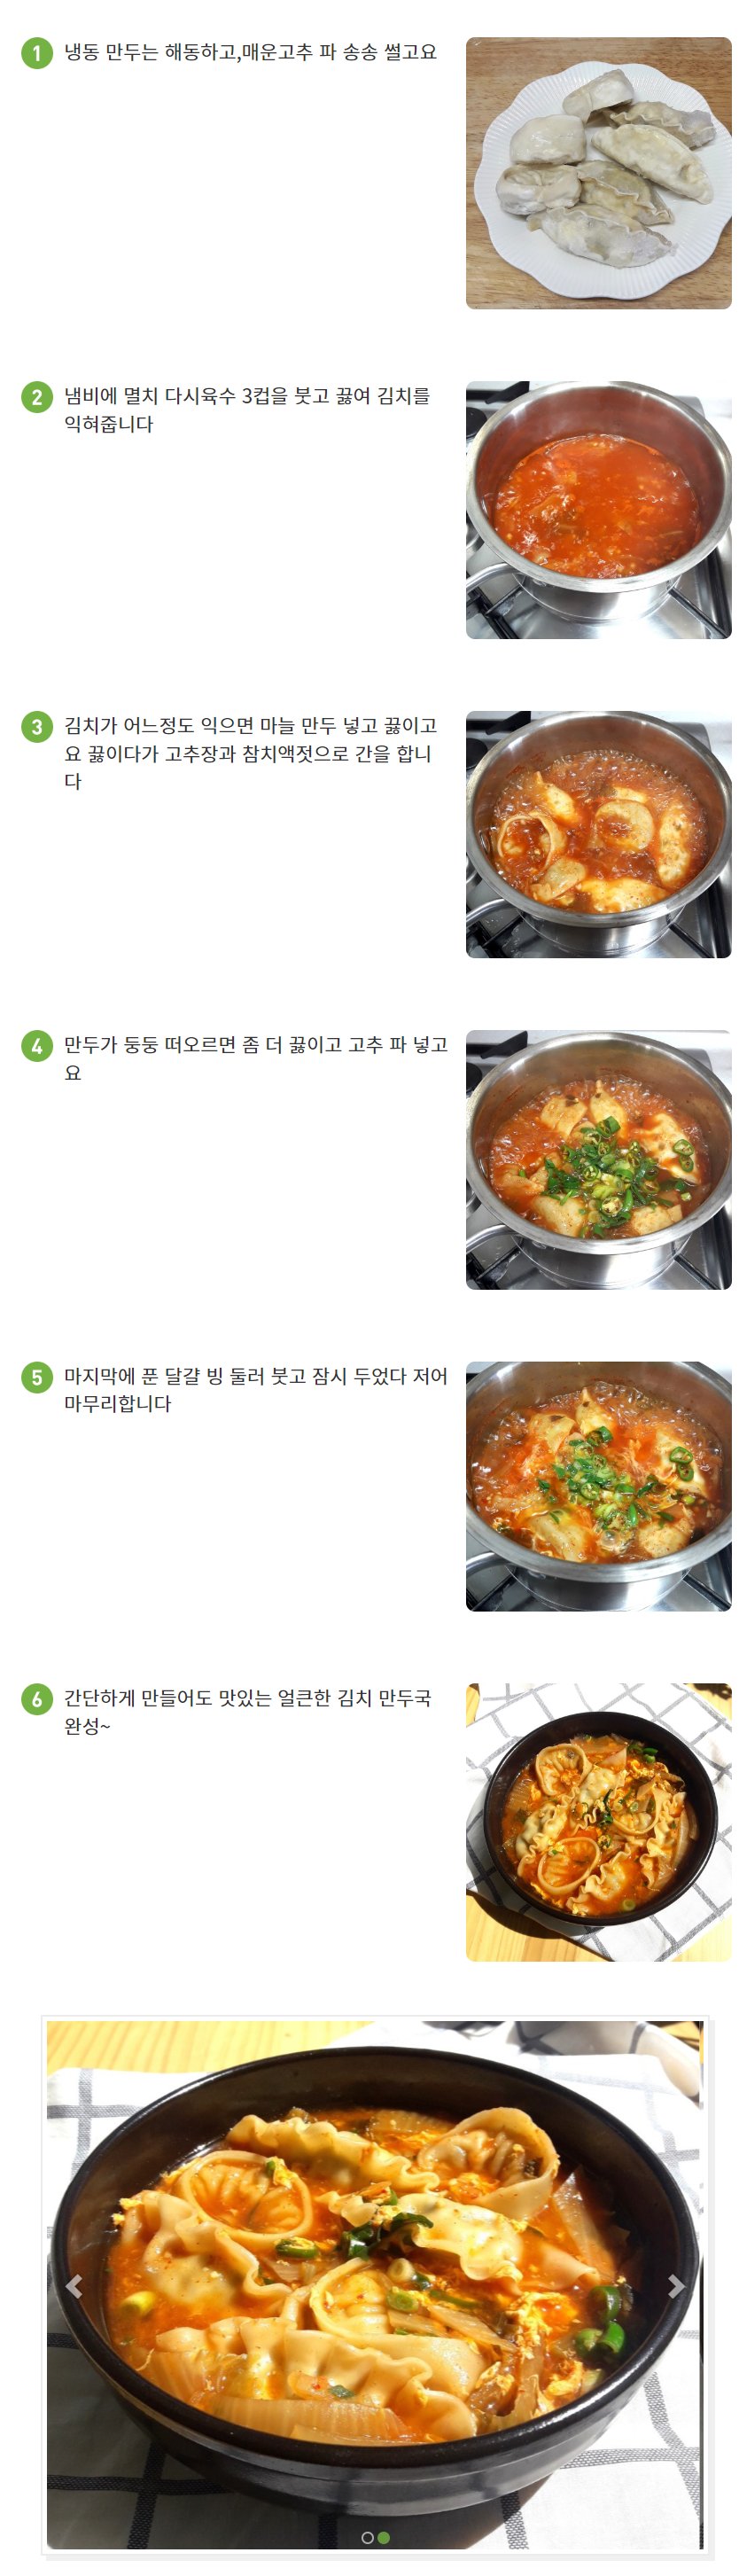 1 냉동 만두는 해동하고,매운고추 파 송송 썰고요
2 냄비에 멸치 다시육수 3컵을 붓고 끓여 김치를
익혀줍니다
3 김치가 어느정도 익으면 마늘 만두 넣고 끓이고
요 끓이다가 고추장과 참치액젓으로 간을 합니
다
4 만두가 둥둥 떠오르면 좀 더 끓이고 고추 파 넣고
요
5 마지막에 푼 달걀 빙 둘러 붓고 잠시 두었다 저어
마무리합니다
6 간단하게 만들어도 맛있는 얼큰한 김치 만두국
완성~